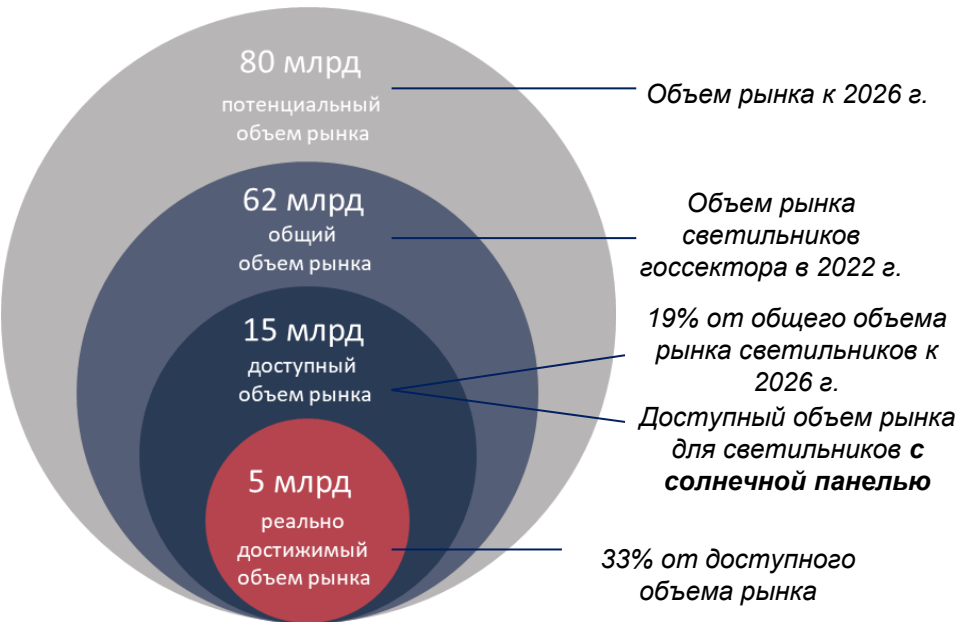 80 млрд
потенциальный
объем рынка
Объем рынка к 2026 г.
62 млрд
общий
объем рынка
Объем рынка
светильников
госсектора в 2022 г.
15 млрд
доступный
объем рынка
19% от общего объема
рынка светильников к
2026 г.
Доступный объем рынка
для светильников с
солнечной панелью
5 млрд
реально
достижимый
объем рынка
33% от доступного
объема рынка